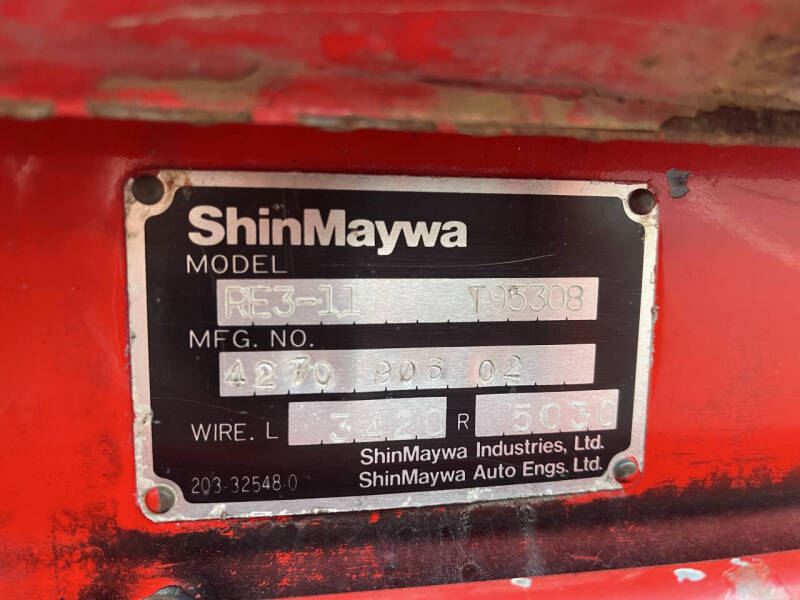 ShinMaywa
MODEL
RE3-11 T95308
MFG. NO.
4270 906 02
WIRE. L 3420 R 5030
ShinMaywa Industries, Ltd.
203-32548-0 ShinMaywa Auto Engs. Ltd.